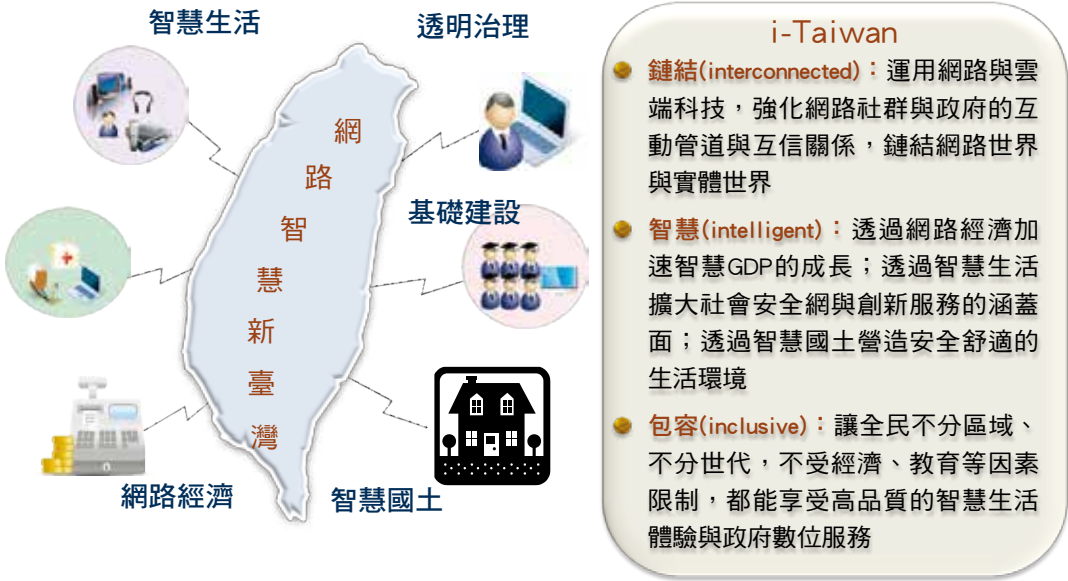 智慧生活
透明治理
網
路
智
慧
新
臺
灣
基礎建設
網路經濟
智慧國土
i-Taiwan
鏈結(interconnected)：運用網路與雲
端科技，強化網路社群與政府的互
動管道與互信關係，鏈結網路世界
與實體世界
智慧(intelligent)：透過網路經濟加
速智慧GDP的成長；透過智慧生活
擴大社會安全網與創新服務的涵蓋
面；透過智慧國土營造安全舒適的
生活環境
包容(inclusive)：讓全民不分區域、
不分世代，不受經濟、教育等因素
限制，都能享受高品質的智慧生活
體驗與政府數位服務